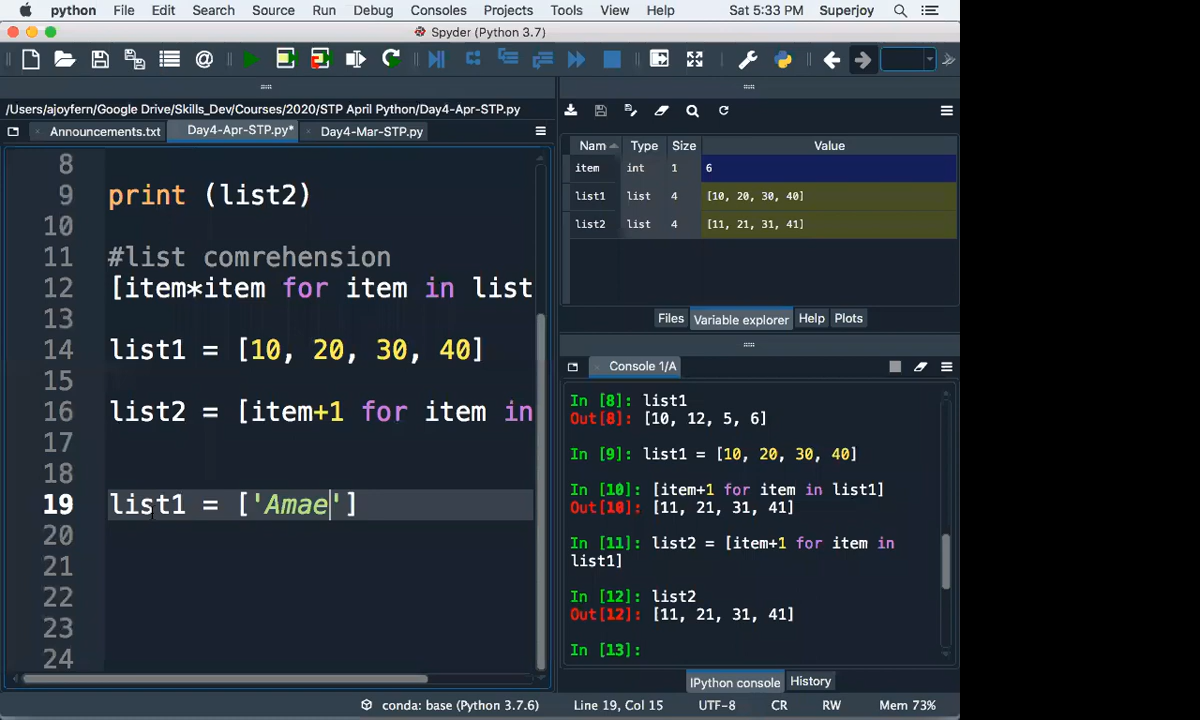 python File Edit Search Source Run Debug Consoles Projects Tools View Help Sat 5:33 PM Superjoy
Spyder (Python 3.7)
/Users/ajoyfern/Google Drive/Skills_Dev/Courses/2020/STP April Python/Day4-Apr-STP.py
Announcements.txt Day4-Apr-STP.py* Day4-Mar-STP.py
8
9 print (list2)
10
11 #list comrehension
12 [item*item for item in list
13
14 list1 = [10, 20, 30, 40]
15
16 list2 = [item+1 for item in
17
18
19 list1 = ['Amae']
20
21
22
23
24
Nam Type Size Value
item int 1 6
list1 list 4 [10, 20, 30, 40]
list2 list 4 [11, 21, 31, 41]
Files Variable explorer Help Plots
Console 1/A
In [8]: list1
Out[8]: [10, 12, 5, 6]
In [9]: list1 = [10, 20, 30, 40]
In [10]: [item+1 for item in list1]
Out[10]: [11, 21, 31, 41]
In [11]: list2 = [item+1 for item in
list1]
In [12]: list2
Out[12]: [11, 21, 31, 41]
In [13]:
IPython console History
conda: base (Python 3.7.6) Line 19, Col 15 UTF-8 CR RW Mem 73%